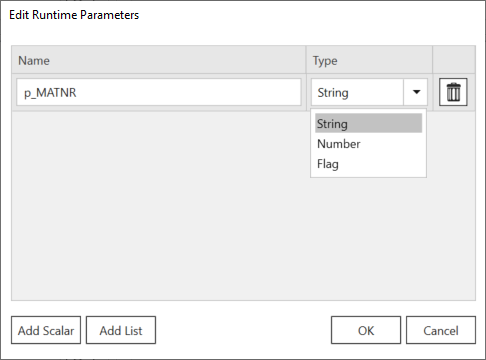 Edit Runtime Parameters
Name Type
p_MATNR String
String
Number
Flag
Add Scalar Add List OK Cancel